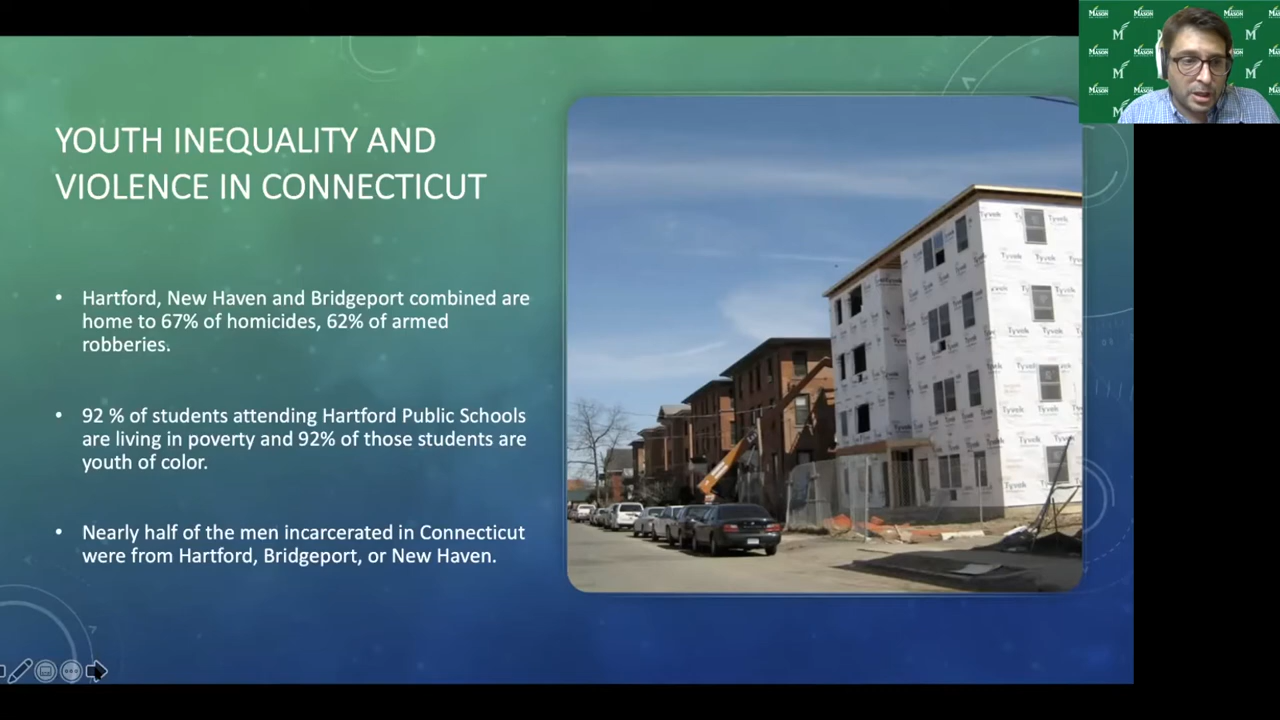 YOUTH INEQUALITY AND
VIOLENCE IN CONNECTICUT
• Hartford, New Haven and Bridgeport combined are
home to 67% of homicides, 62% of armed
robberies.
• 92 % of students attending Hartford Public Schools
are living in poverty and 92% of those students are
youth of color.
• Nearly half of the men incarcerated in Connecticut
were from Hartford, Bridgeport, or New Haven.
Tyvek
MASON